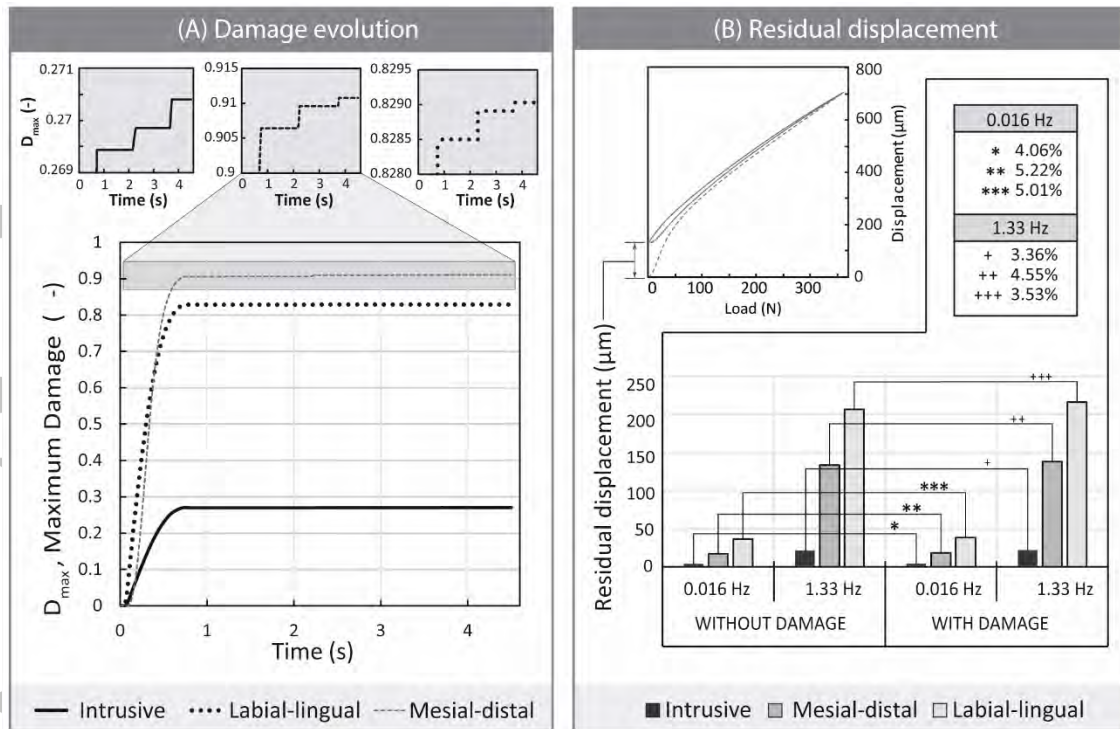 (A) Damage evolution
0.271
0.27
0.269
D max (-)
0 1 2 3 4
Time (s)
0.915
0.91
0.905
0.9
0 1 2 3 4
Time (s)
0.8295
0.8290
0.8285
0.8280
0 1 2 3 4
Time (s)
1
0.9
0.8
0.7
0.6
0.5
0.4
0.3
0.2
0.1
0
D max, Maximum Damage ( -)
0 1 2 3 4
Time (s)
Intrusive Labial-lingual Mesial-distal
(B) Residual displacement
800
600
400
200
0
Displacement (µm)
0 100 200 300
Load (N)
0.016 Hz
* 4.06%
** 5.22%
*** 5.01%
1.33 Hz
+ 3.36%
++ 4.55%
+++ 3.53%
Residual displacement (µm)
250
200
150
100
50
0
+++
++
+
***
**
*
0.016 Hz 1.33 Hz 0.016 Hz 1.33 Hz
WITHOUT DAMAGE WITH DAMAGE
Intrusive Mesial-distal Labial-lingual